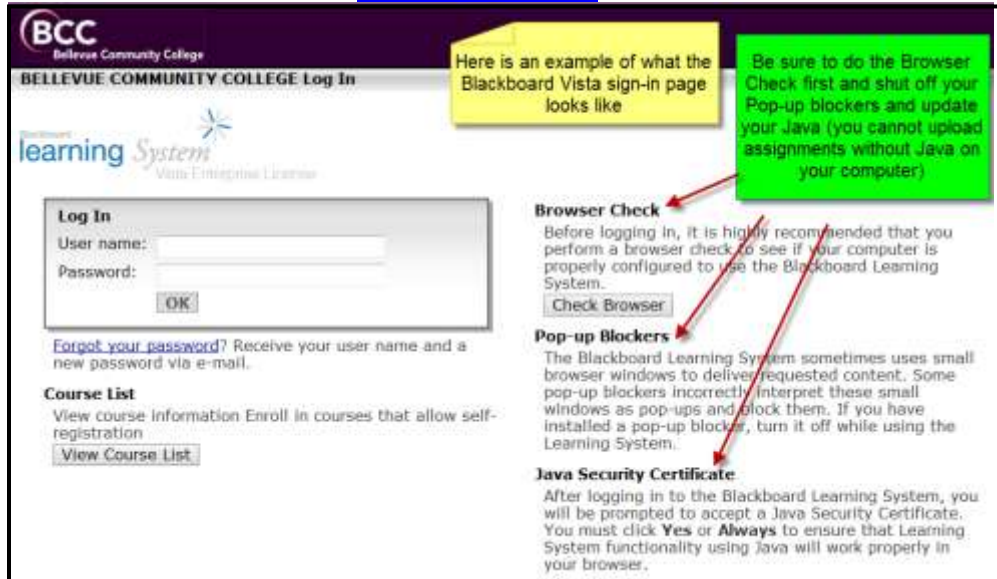 BCC
Bellevue Community College
BELLEVUE COMMUNITY COLLEGE Log In
Here is an example of what the
Blackboard Vista sign-in page
looks like
Be sure to do the Browser
Check first and shut off your
Pop-up blockers and update
your Java (you cannot upload
assignments without Java on
your computer)
Blackboard
learning System
Vista Enterprise License
Log In
User name:
Password:
OK
Forgot your password? Receive your user name and a
new password via e-mail.
Course List
View course information Enroll in courses that allow self-
registration
View Course List
Browser Check
Before logging in, it is highly recommended that you
perform a browser check to see if your computer is
properly configured to use the Blackboard Learning
System.
Check Browser
Pop-up Blockers
The Blackboard Learning System sometimes uses small
browser windows to deliver requested content. Some
pop-up blockers incorrectly interpret these small
windows as pop-ups and block them. If you have
installed a pop-up blocker, turn it off while using the
Learning System.
Java Security Certificate
After logging in to the Blackboard Learning System, you
will be prompted to accept a Java Security Certificate.
You must click Yes or Always to ensure that Learning
System functionality using Java will work properly in
your browser.